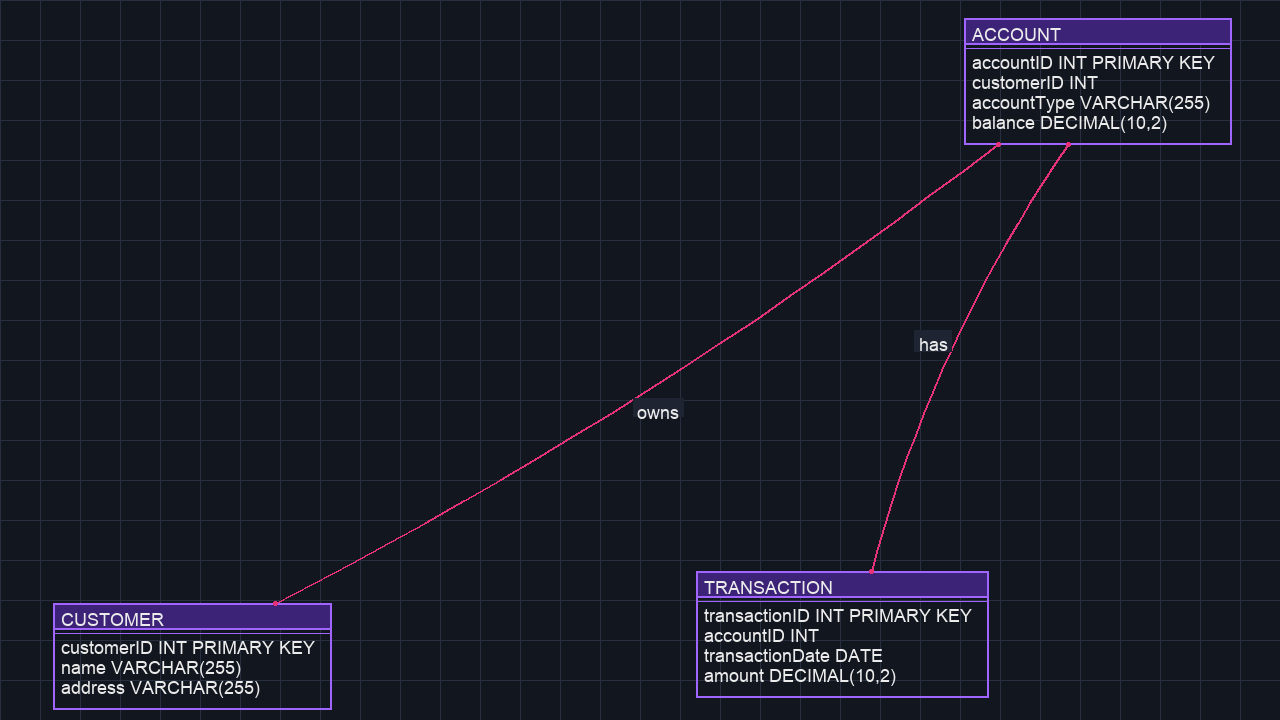 ACCOUNT
accountID INT PRIMARY KEY
customerID INT
accountType VARCHAR(255)
balance DECIMAL(10,2)
has
owns
TRANSACTION
transactionID INT PRIMARY KEY
accountID INT
transactionDate DATE
amount DECIMAL(10,2)
CUSTOMER
customerID INT PRIMARY KEY
name VARCHAR(255)
address VARCHAR(255)